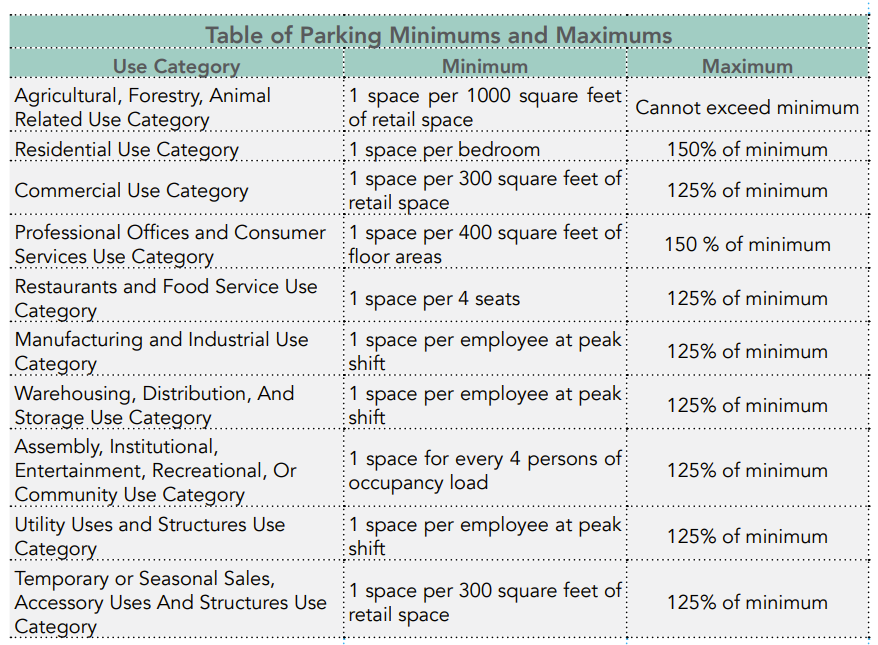 Table of Parking Minimums and Maximums
Use Category Minimum Maximum
Agricultural, Forestry, Animal
Related Use Category
1 space per 1000 square feet
of retail space
Cannot exceed minimum
Residential Use Category
1 space per bedroom
150% of minimum
Commercial Use Category
1 space per 300 square feet of
retail space
125% of minimum
Professional Offices and Consumer
Services Use Category
1 space per 400 square feet of
floor areas
150 % of minimum
Restaurants and Food Service Use
Category
1 space per 4 seats
125% of minimum
Manufacturing and Industrial Use
Category
1 space per employee at peak
shift
125% of minimum
Warehousing, Distribution, And
Storage Use Category
1 space per employee at peak
shift
125% of minimum
Assembly, Institutional,
Entertainment, Recreational, Or
Community Use Category
1 space for every 4 persons of
occupancy load
125% of minimum
Utility Uses and Structures Use
Category
1 space per employee at peak
shift
125% of minimum
Temporary or Seasonal Sales,
Accessory Uses And Structures Use
Category
1 space per 300 square feet of
retail space
125% of minimum